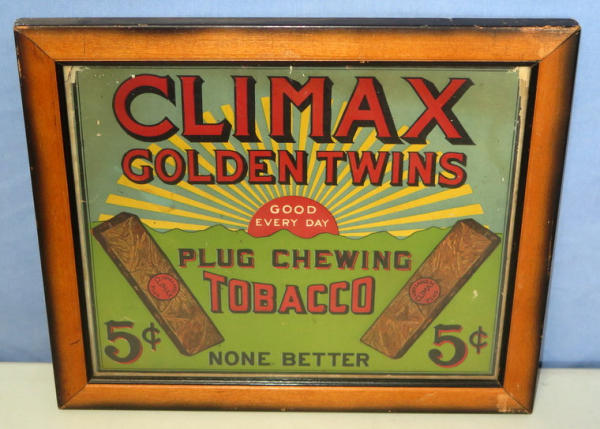 CLIMAX
GOLDEN TWINS
GOOD
EVERY DAY
PLUG CHEWING
TOBACCO
5¢
5¢
NONE BETTER